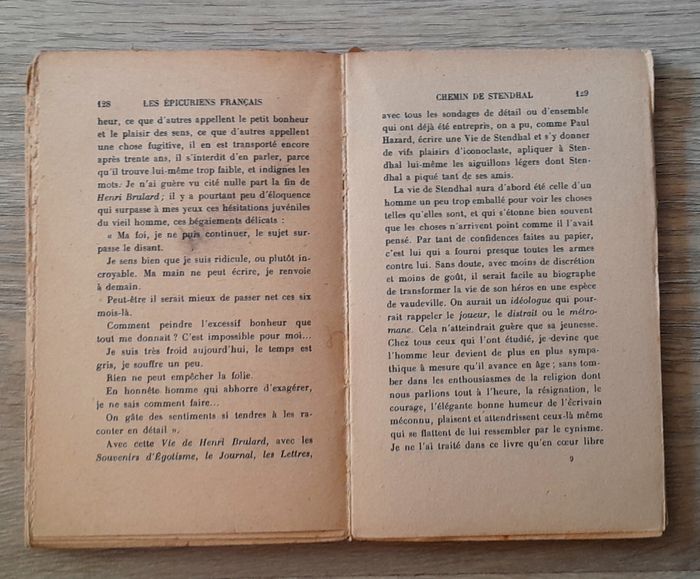 128 LES ÉPICURIENS FRANÇAIS
heur, ce que d'autres appellent le petit bonheur
et le plaisir des sens, ce que d'autres appellent
une chose fugitive, il en est transporté encore
après trente ans, il s'interdit d'en parler, parce
qu'il trouve lui-même trop faible, et indignes les
mots. Je n'ai guère vu cité nulle part la fin de
Henri Brulard ; il y a pourtant peu d'éloquence
qui surpasse à mes yeux ces hésitations juvéniles
du vieil homme, ces bégaiements délicats :
« Ma foi, je ne puis continuer, le sujet sur-
passe le disant.
Je sens bien que je suis ridicule, ou plutôt in-
croyable. Ma main ne peut écrire, je renvoie
à demain.
Peut-être il serait mieux de passer net ces six
mois-là.
Comment peindre l'excessif bonheur que
tout me donnait ? C'est impossible pour moi...
Je suis très froid aujourd'hui, le temps est
gris, je souffre un peu.
Rien ne peut empêcher la folie.
En honnête homme qui abhorre d'exagérer,
je ne sais comment faire...
On gâte des sentiments si tendres à les ra-
conter en détail ».
Avec cette Vie de Henri Brulard, avec les
Souvenirs d'Égotisme, le Journal, les Lettres,
CHEMIN DE STENDHAL 129
avec tous les sondages de détail ou d'ensemble
qui ont déjà été entrepris, on a pu, comme Paul
Hazard, écrire une Vie de Stendhal et s'y donner
de vifs plaisirs d'iconoclaste, appliquer à Sten-
dhal lui-même les aiguillons légers dont Sten-
dhal a piqué tant de ses amis.
La vie de Stendhal aura d'abord été celle d'un
homme un peu trop emballé pour voir les choses
telles qu'elles sont, et qui s'étonne bien souvent
que les choses n'arrivent point comme il l'avait
pensé. Par tant de confidences faites au papier,
c'est lui qui a fourni presque toutes les armes
contre lui. Sans doute, avec moins de discrétion
et moins de goût, il serait facile au biographe
de transformer la vie de son héros en une espèce
de vaudeville. On aurait un idéologue qui pour-
rait rappeler le joueur, le distrait ou le métro-
mane. Cela n'atteindrait guère que sa jeunesse.
Chez tous ceux qui l'ont étudié, je devine que
l'homme leur devient de plus en plus sympa-
thique à mesure qu'il avance en âge ; sans tom-
ber dans les enthousiasmes de la religion dont
nous parlions tout à l'heure, la résignation, le
courage, l'élégante bonne humeur de l'écrivain
méconnu, plaisent et attendrissent ceux-là même
qui se flattent de lui ressembler par le cynisme.
Je ne l'ai traité dans ce livre qu'en cœur libre
9